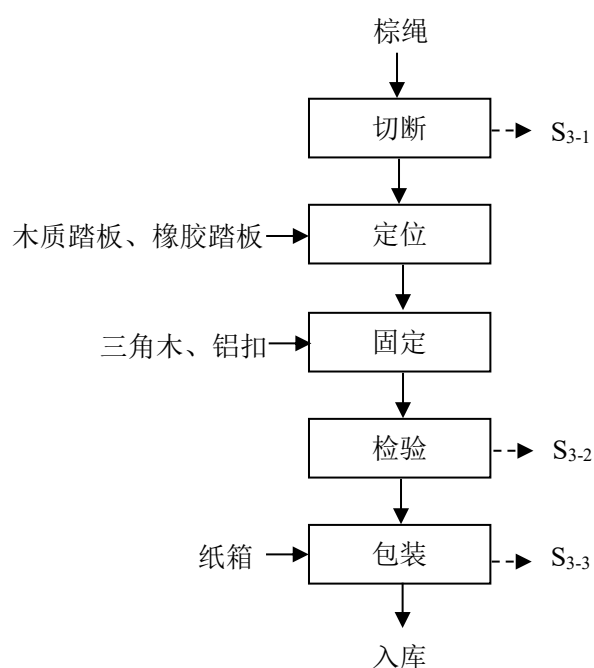 棕绳
切断
S3-1
木质踏板、橡胶踏板
定位
三角木、铝扣
固定
检验
S3-2
纸箱
包装
S3-3
入库